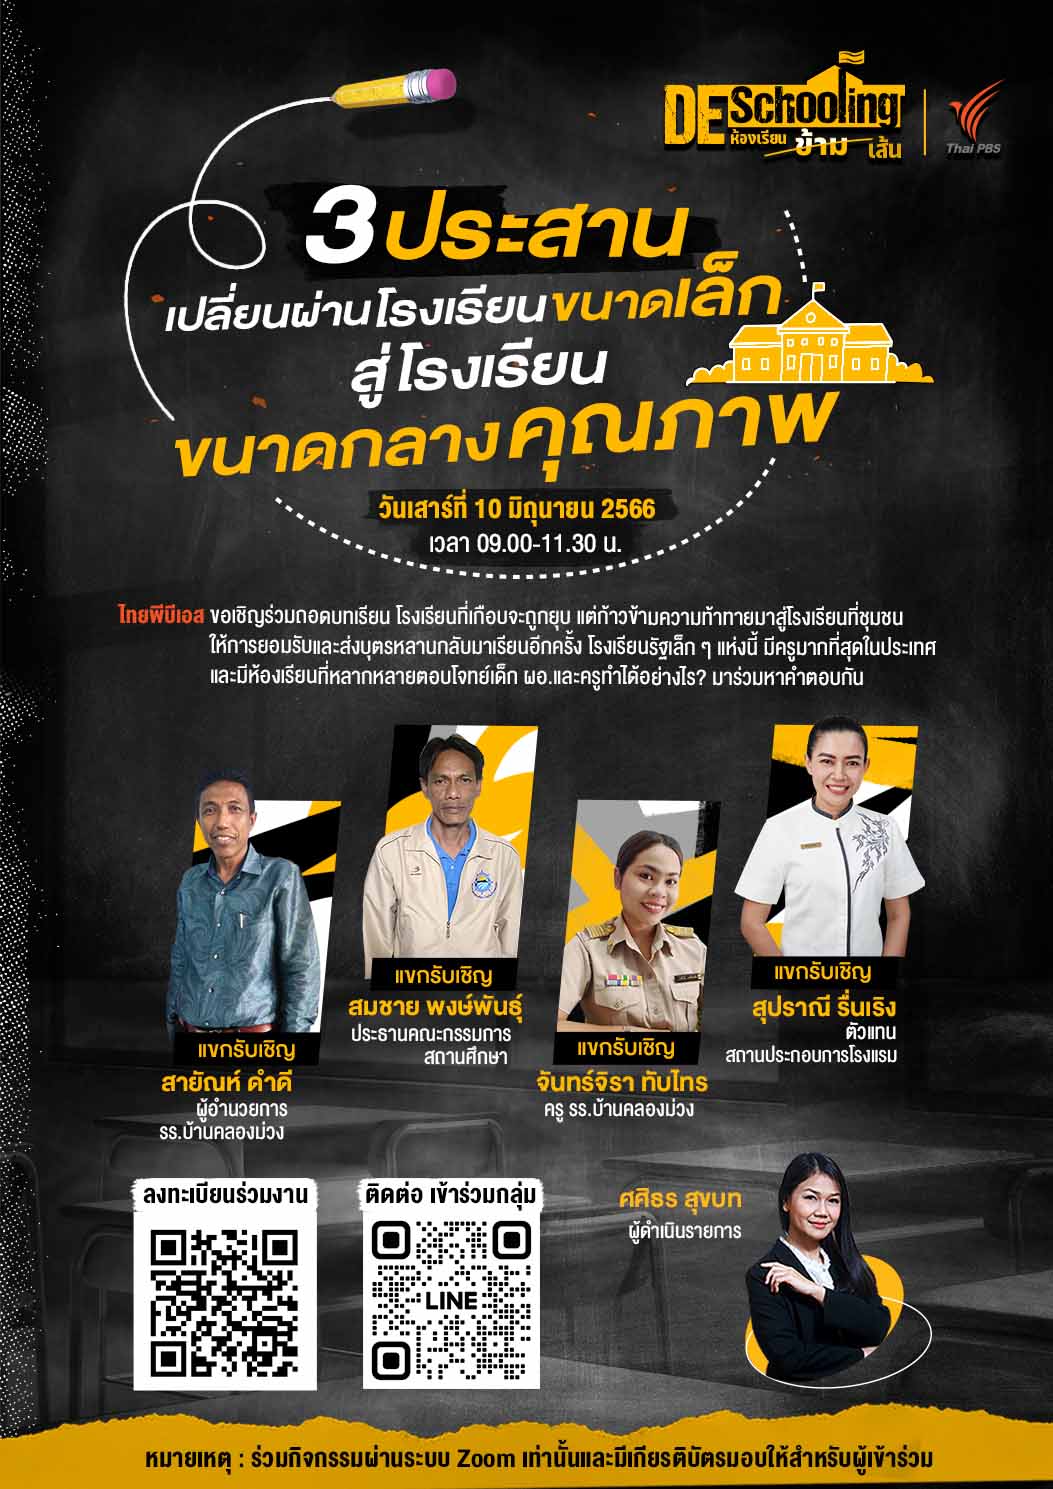 DESchooling
ห้องเรียน ข้าม เส้น
Thai PBS
3 ประสาน
เปลี่ยนผ่านโรงเรียนขนาดเล็ก
สู่โรงเรียน
ขนาดกลางคุณภาพ
วันเสาร์ที่ 10 มิถุนายน 2566
เวลา 09.00-11.30 น.
ไทยพีบีเอส ขอเชิญร่วมถอดบทเรียน โรงเรียนที่เกือบจะถูกยุบ แต่ก้าวข้ามความท้าทายมาสู่โรงเรียนที่ชุมชน
ให้การยอมรับและส่งบุตรหลานกลับมาเรียนอีกครั้ง โรงเรียนรัฐเล็ก ๆ แห่งนี้ มีครูมากที่สุดในประเทศ
และมีห้องเรียนที่หลากหลายตอบโจทย์เด็ก ผอ.และครูทำได้อย่างไร? มาร่วมหาคำตอบกัน
แขกรับเชิญ
สายัณห์ ดำดี
ผู้อำนวยการ
รร.บ้านคลองม่วง
แขกรับเชิญ
สมชาย พงษ์พันธุ์
ประธานคณะกรรมการ
สถานศึกษา
แขกรับเชิญ
จันทร์จิรา ทับไทร
ครู รร.บ้านคลองม่วง
แขกรับเชิญ
สุปราณี รื่นเริง
ตัวแทน
สถานประกอบการโรงแรม
ลงทะเบียนร่วมงาน
ติดต่อ เข้าร่วมกลุ่ม
LINE
ศศิธร สุขบท
ผู้ดำเนินรายการ
หมายเหตุ : ร่วมกิจกรรมผ่านระบบ Zoom เท่านั้นและมีเกียรติบัตรมอบให้สำหรับผู้เข้าร่วม